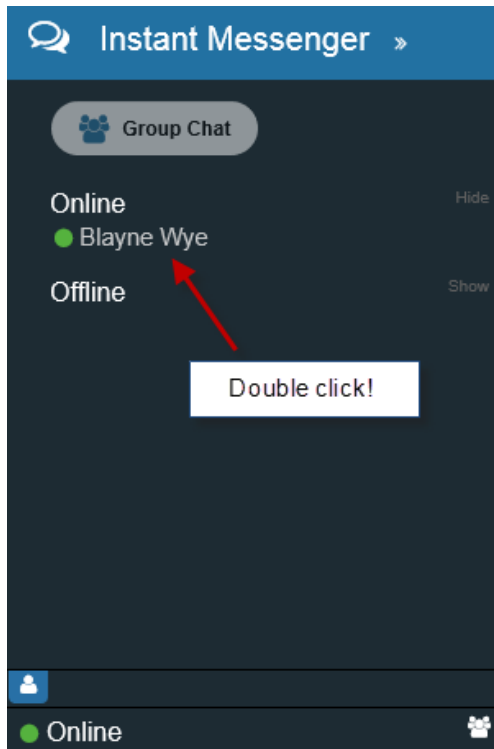 Instant Messenger »
Group Chat
Online
Hide
Blayne Wye
Offline
Show
Double click!
Online